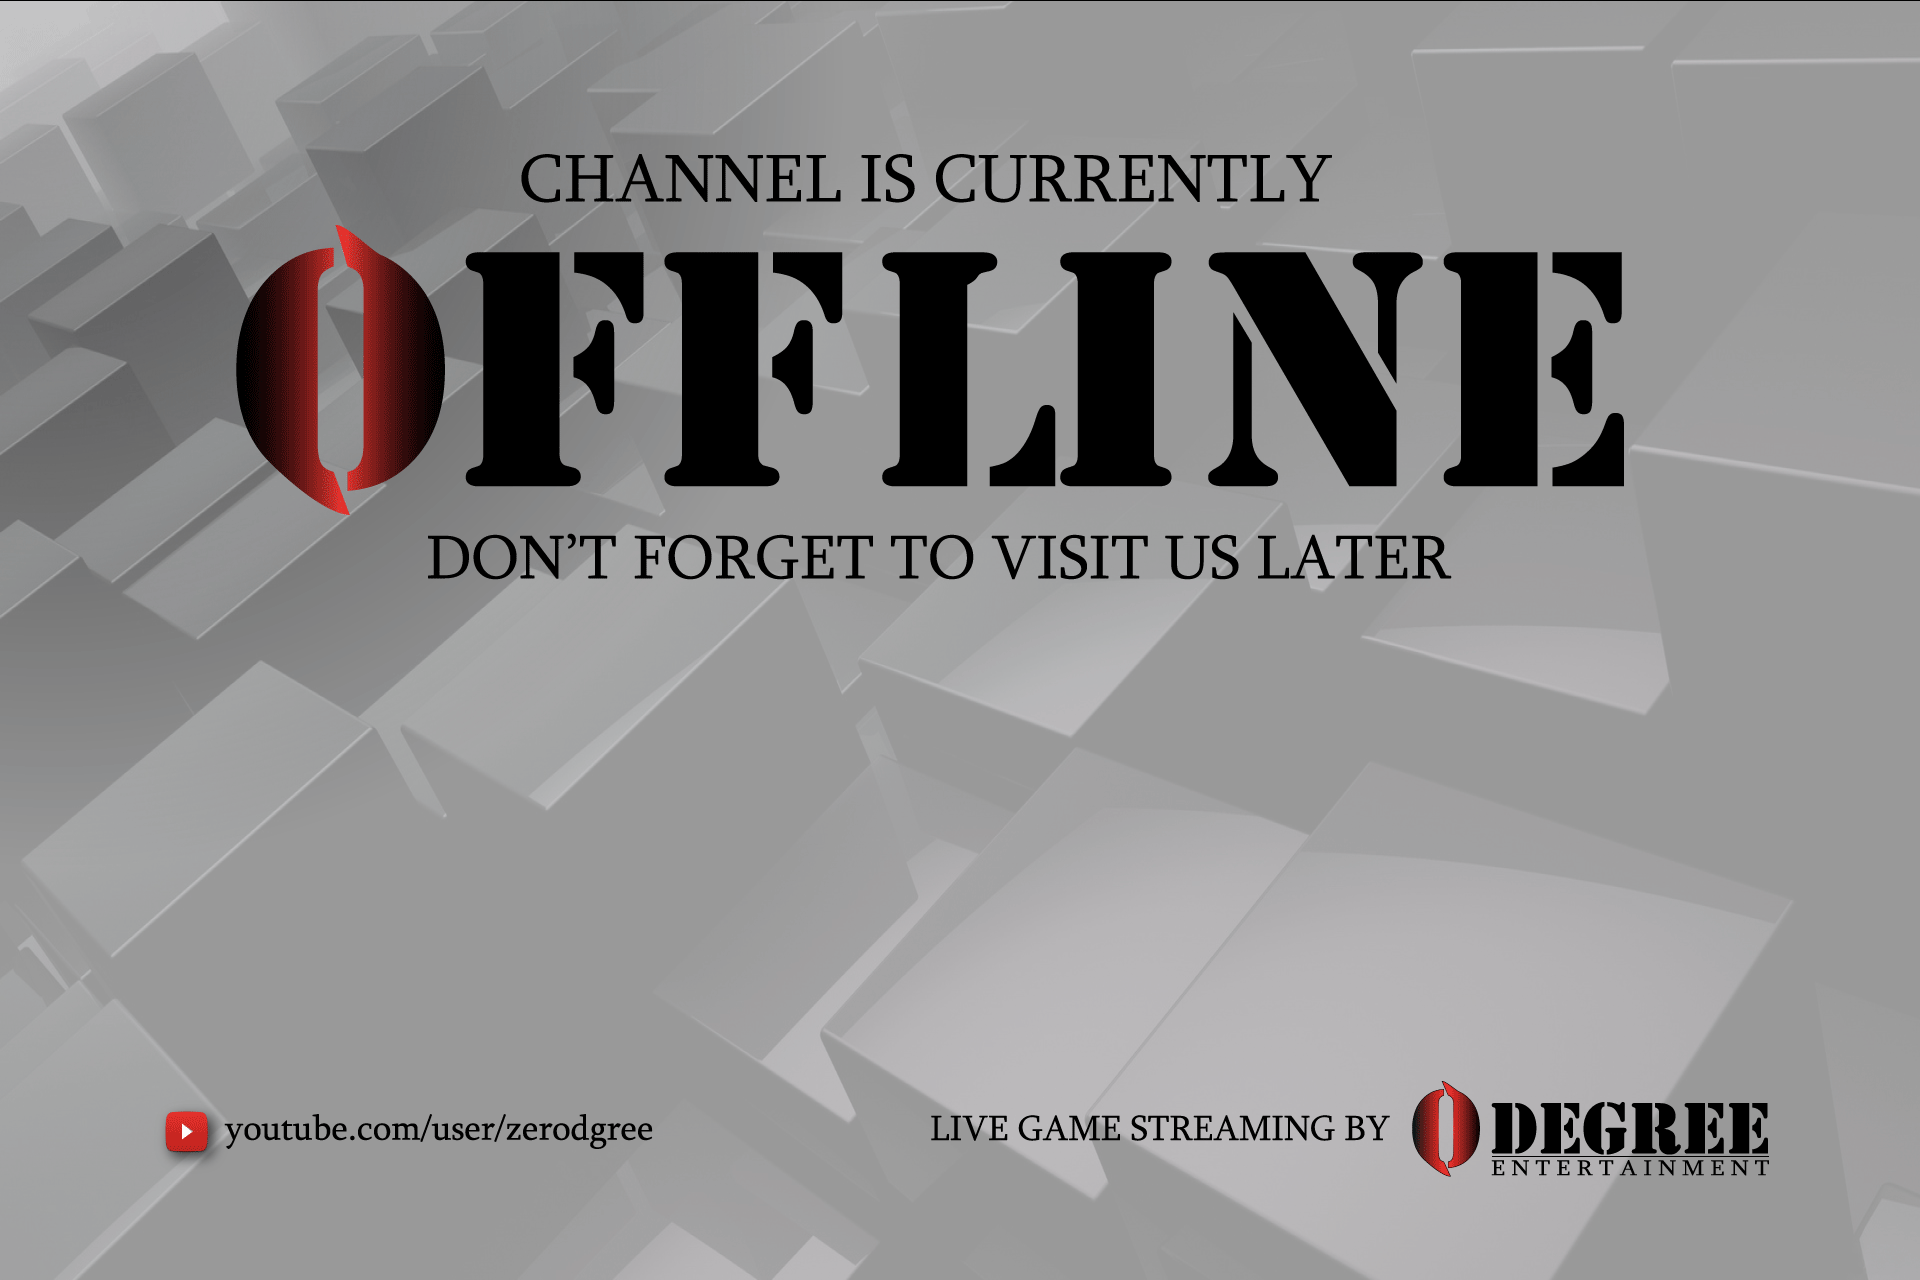 CHANNEL IS CURRENTLY
OFFLINE
DON'T FORGET TO VISIT US LATER
youtube.com/user/zerodgree
LIVE GAME STREAMING BY
0 DEGREE
ENTERTAINMENT